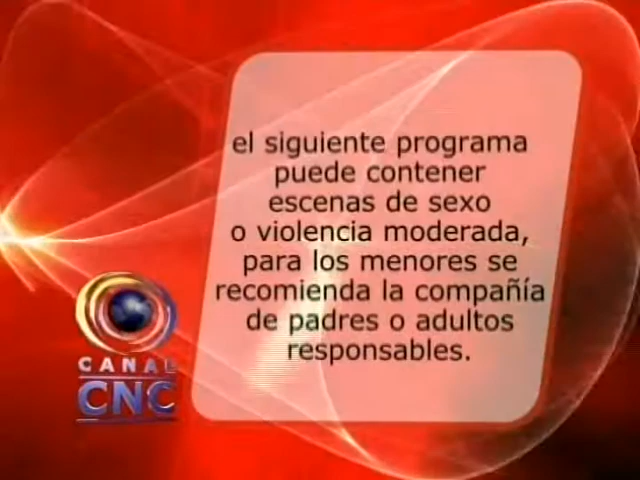 el siguiente programa
puede contener
escenas de sexo
o violencia moderada,
para los menores se
recomienda la compañía
de padres o adultos
responsables.
CANAL
CNC